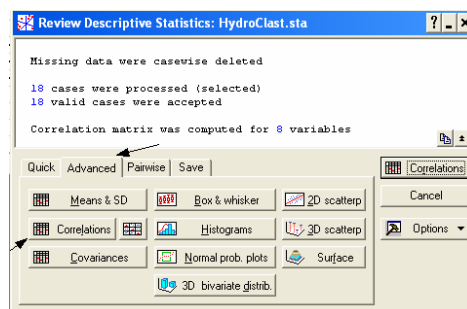 Review Descriptive Statistics: HydroClast.sta
Missing data were casewise deleted
18 cases were processed (selected)
18 valid cases were accepted
Correlation matrix was computed for 8 variables
Quick Advanced Pairwise Save
Correlations
Means & SD Box & whisker 2D scatterp
Cancel
Correlations Histograms 3D scatterp
Options
Covariances Normal prob. plots Surface
3D bivariate distrib.